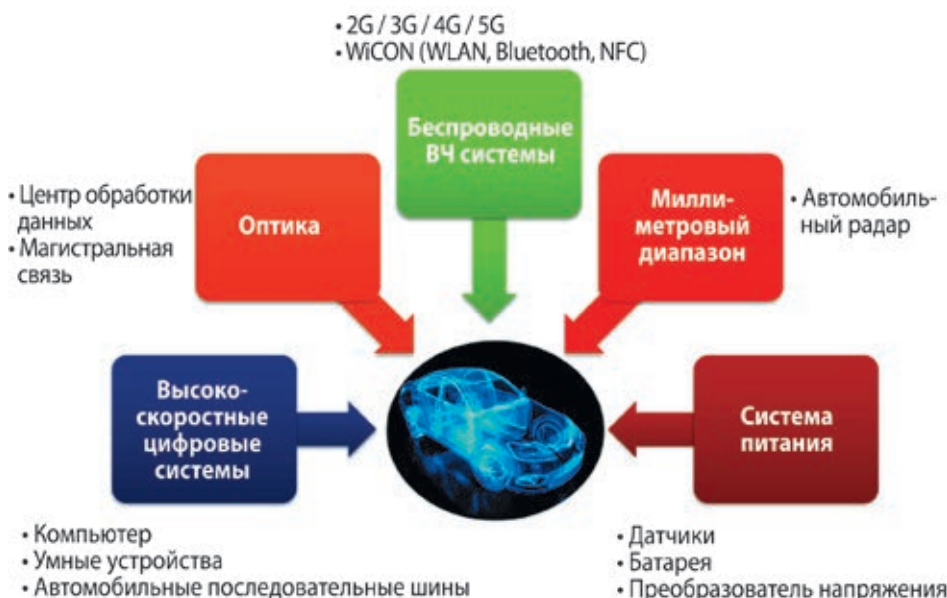 • 2G / 3G / 4G / 5G
• WiCON (WLAN, Bluetooth, NFC)
Беспроводные
ВЧ системы
• Центр обработки
данных
• Магистральная
связь
Оптика
Милли-
метровый
диапазон
• Автомобиль-
ный радар
Высоко-
скоростные
цифровые
системы
Система
питания
• Компьютер
• Умные устройства
• Автомобильные последовательные шины
• Датчики
• Батарея
• Преобразователь напряжения